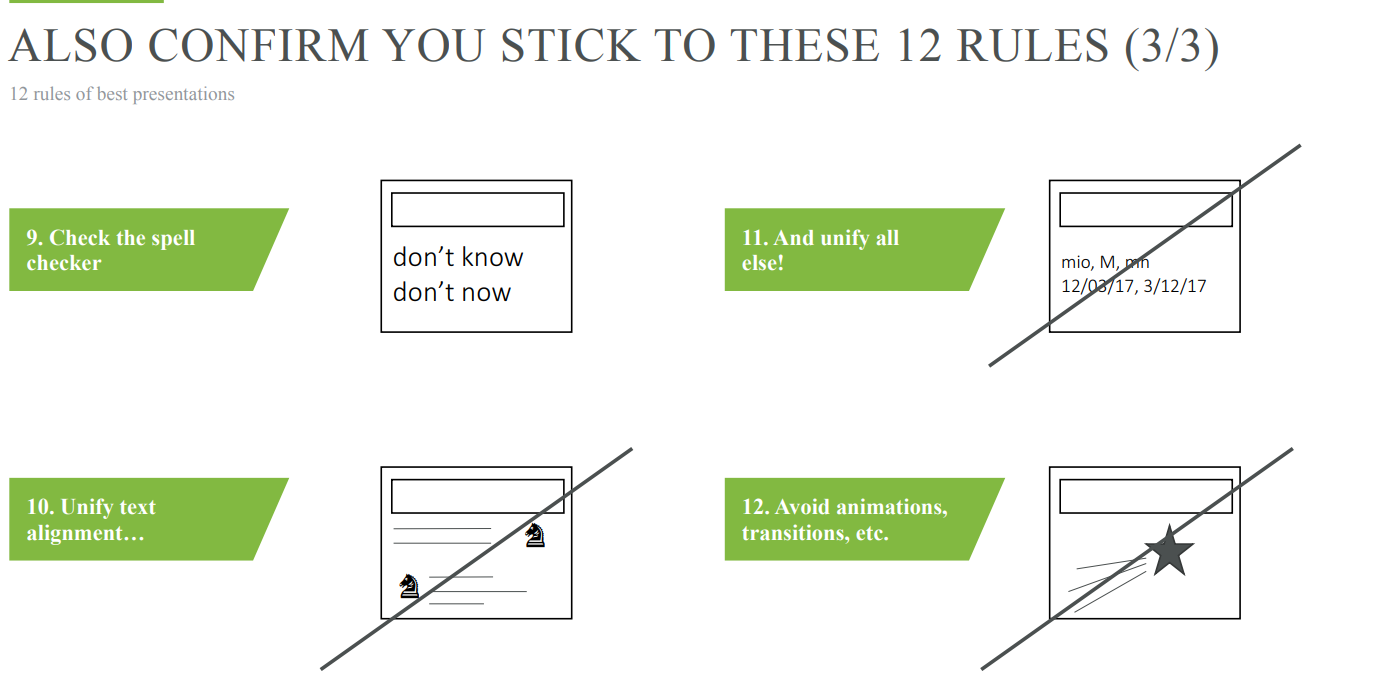 ALSO CONFIRM YOU STICK TO THESE 12 RULES (3/3)
12 rules of best presentations
9. Check the spell
checker
don’t know
don’t now
11. And unify all
else!
mio, M, mn
12/03/17, 3/12/17
10. Unify text
alignment…
12. Avoid animations,
transitions, etc.